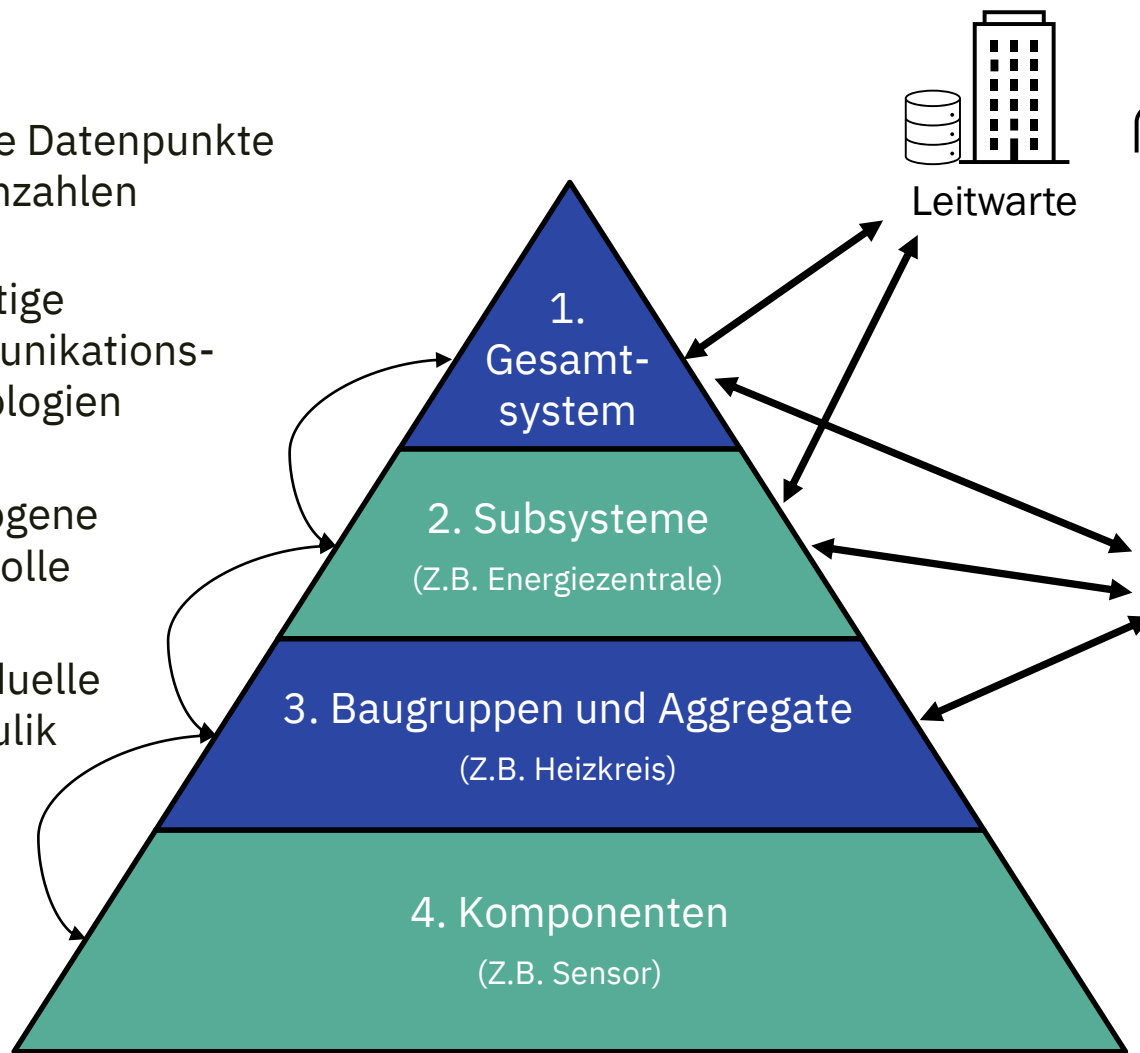 e Datenpunkte
nzahlen
tige
unikations-
ologien
ogene
olle
duelle
ulik
Leitwarte
1.
Gesamt-
system
2. Subsysteme
(Z.B. Energiezentrale)
3. Baugruppen und Aggregate
(Z.B. Heizkreis)
4. Komponenten
(Z.B. Sensor)